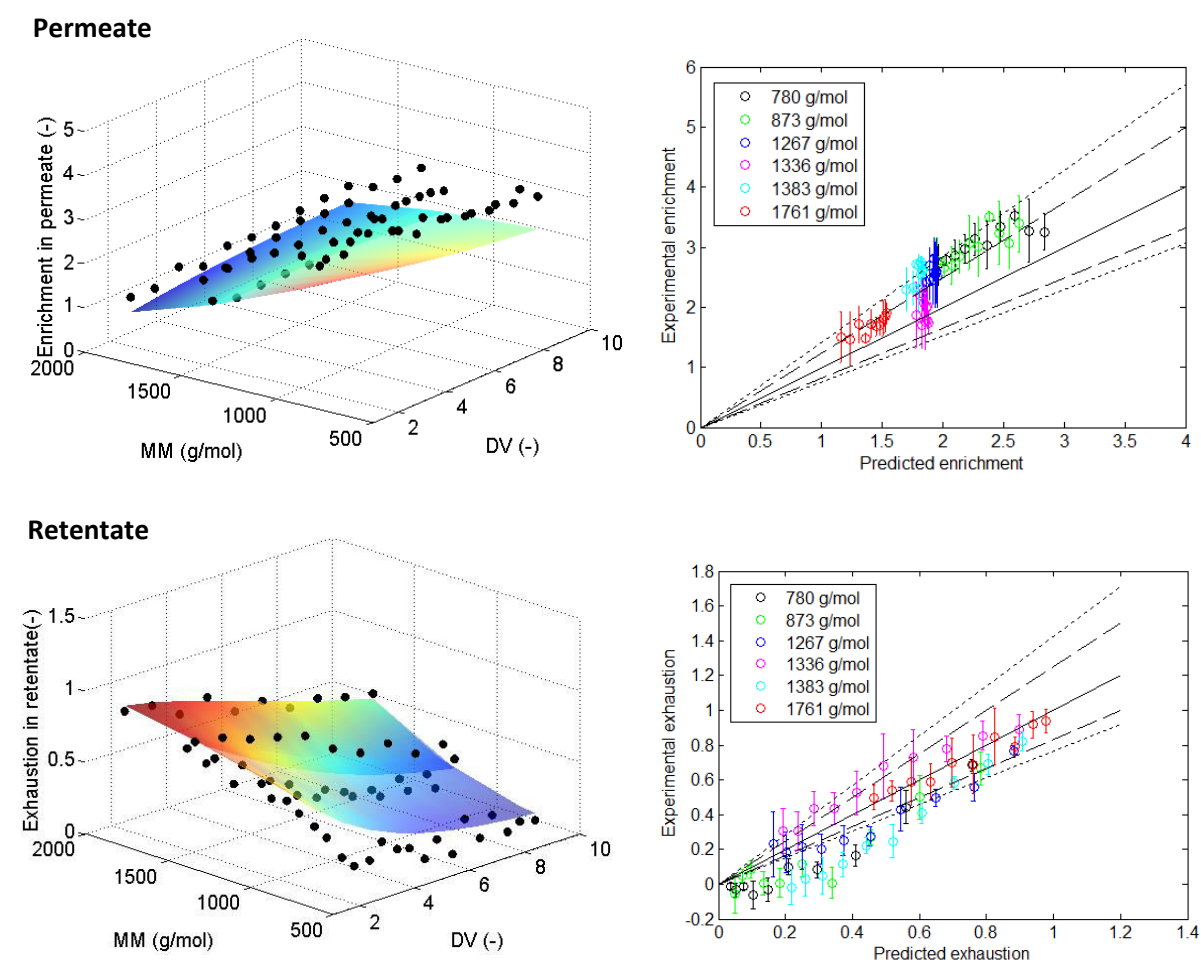 Permeate
Enrichment in permeate (-)
5
4
3
2
1
0
2000
1500
1000
500
MM (g/mol)
2
4
6
8
10
DV (-)
Experimental enrichment
6
5
4
3
2
1
0
780 g/mol
873 g/mol
1267 g/mol
1336 g/mol
1383 g/mol
1761 g/mol
0
0.5
1
1.5
2
2.5
3
3.5
4
Predicted enrichment
Retentate
Exhaustion in retentate(-)
1.5
1
0.5
0
2000
1500
1000
500
MM (g/mol)
2
4
6
8
10
DV (-)
Experimental exhaustion
1.8
1.6
1.4
1.2
1
0.8
0.6
0.4
0.2
0
-0.2
780 g/mol
873 g/mol
1267 g/mol
1336 g/mol
1383 g/mol
1761 g/mol
0
0.2
0.4
0.6
0.8
1
1.2
1.4
Predicted exhaustion